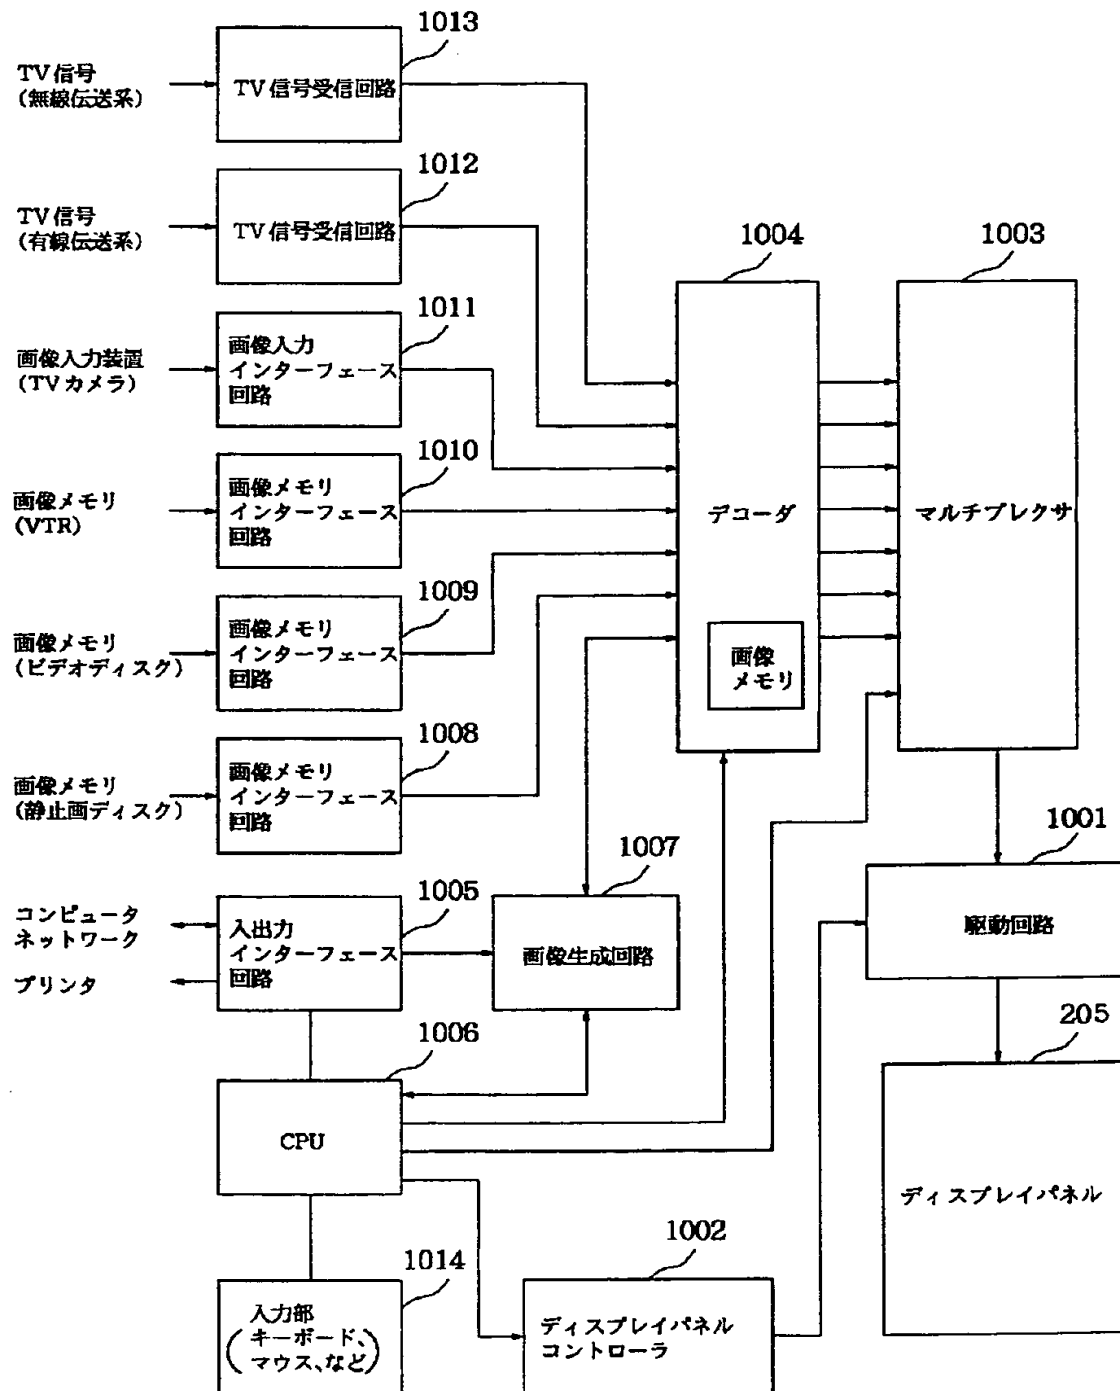 1013
TV信号
(無線伝送系)
TV信号受信回路
1012
TV信号
(有線伝送系)
TV信号受信回路
1011
画像入力装置
(TVカメラ)
画像入力
インターフェース
回路
1010
画像メモリ
(VTR)
画像メモリ
インターフェース
回路
1009
画像メモリ
(ビデオディスク)
画像メモリ
インターフェース
回路
1008
画像メモリ
(静止画ディスク)
画像メモリ
インターフェース
回路
1004
デコーダ
画像
メモリ
1003
マルチプレクサ
1005
コンピュータ
ネットワーク
プリンタ
入出力
インターフェース
回路
1007
画像生成回路
1001
駆動回路
1006
CPU
205
ディスプレイパネル
1014
入力部
(キーボード、
マウス、など)
1002
ディスプレイパネル
コントローラ